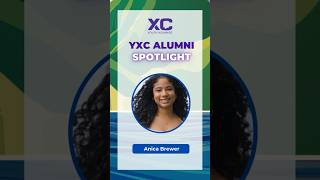 XC
YXC ALUMNI
SPOTLIGHT
Anica Brewer